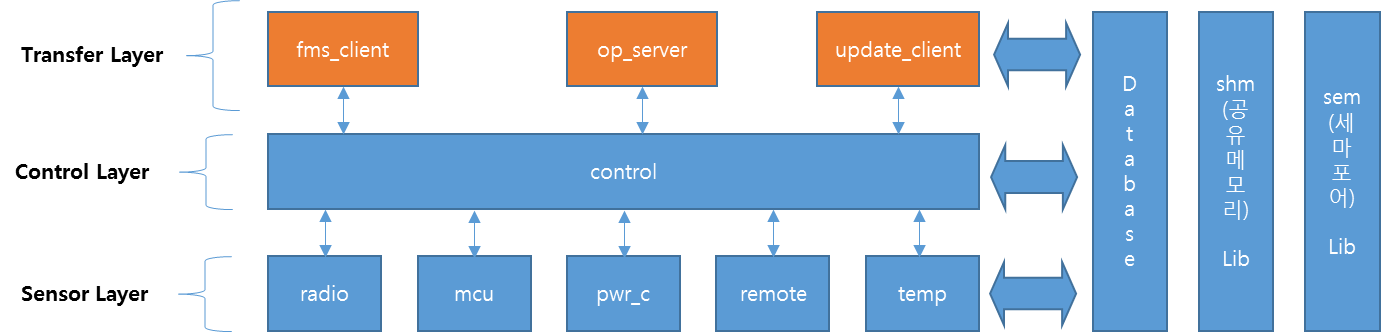 Transfer Layer
fms_client
op_server
update_client
Control Layer
control
Sensor Layer
radio
mcu
pwr_c
remote
temp
D
a
t
a
b
a
s
e
shm
(공
유
메
모
리)
Lib
sem
(세
마
포
어)
Lib